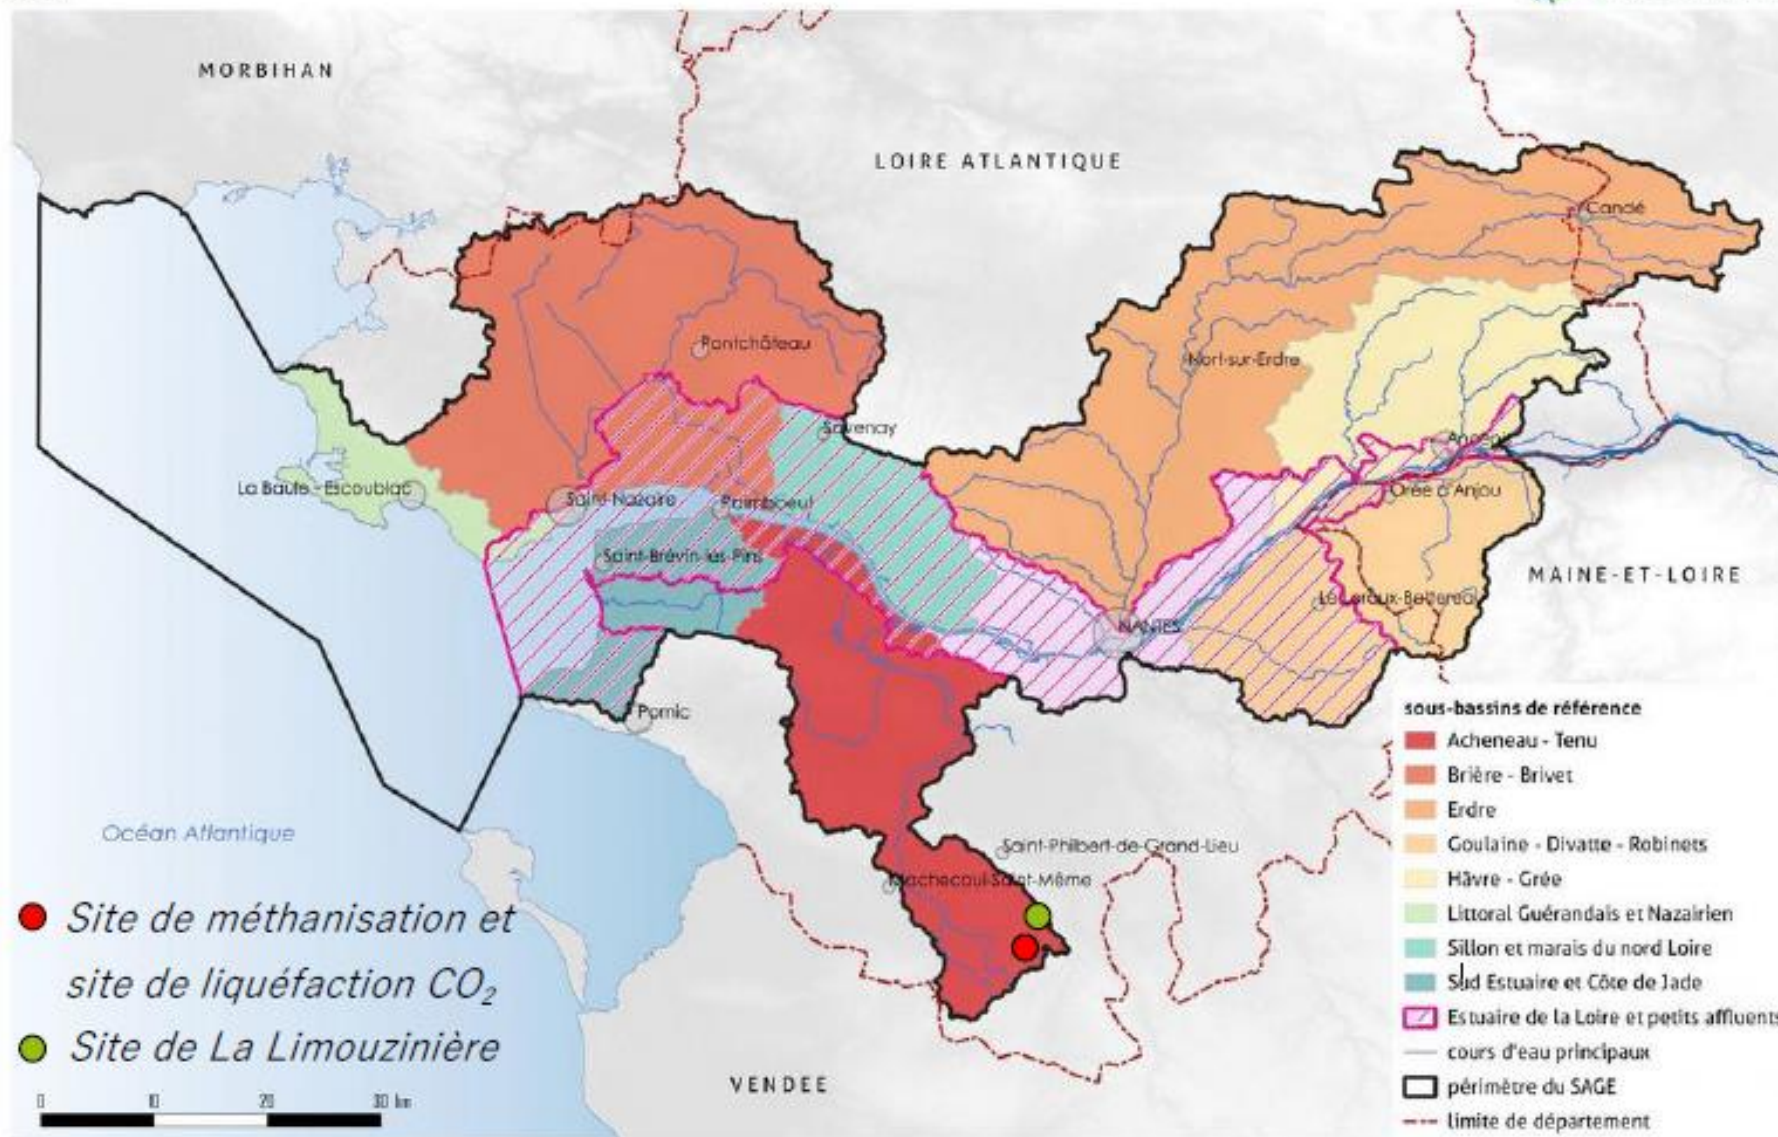 MORBIHAN
LOIRE ATLANTIQUE
Candé
Pontchâteau
Nort-sur-Erdre
Savenay
Ancenis
La Baule - Escoublac
Saint-Nazaire
Paimboeuf
Orée d'Anjou
Saint-Brévin-les-Pins
MAINE-ET-LOIRE
Le Loroux-Bottereau
NANTES
Pornic
sous-bassins de référence
Acheneau - Tenu
Brière - Brivet
Erdre
Goulaine - Divatte - Robinets
Hâvre - Grée
Littoral Guérandais et Nazairien
Sillon et marais du nord Loire
Sud Estuaire et Côte de Jade
Estuaire de la Loire et petits affluents
cours d'eau principaux
périmètre du SAGE
limite de département
Océan Atlantique
Saint-Philbert-de-Grand-Lieu
Machecoul-Saint-Même
Site de méthanisation et
site de liquéfaction CO₂
Site de La Limouzinière
VENDEE
0 10 20 30 km